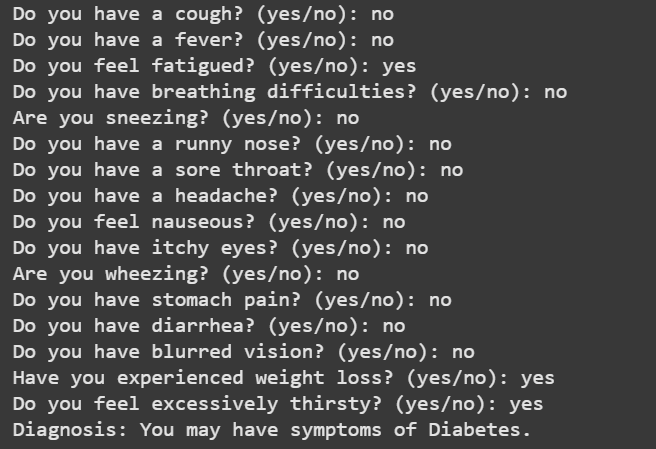 Do you have a cough? (yes/no): no
Do you have a fever? (yes/no): no
Do you feel fatigued? (yes/no): yes
Do you have breathing difficulties? (yes/no): no
Are you sneezing? (yes/no): no
Do you have a runny nose? (yes/no): no
Do you have a sore throat? (yes/no): no
Do you have a headache? (yes/no): no
Do you feel nauseous? (yes/no): no
Do you have itchy eyes? (yes/no): no
Are you wheezing? (yes/no): no
Do you have stomach pain? (yes/no): no
Do you have diarrhea? (yes/no): no
Do you have blurred vision? (yes/no): no
Have you experienced weight loss? (yes/no): yes
Do you feel excessively thirsty? (yes/no): yes
Diagnosis: You may have symptoms of Diabetes.